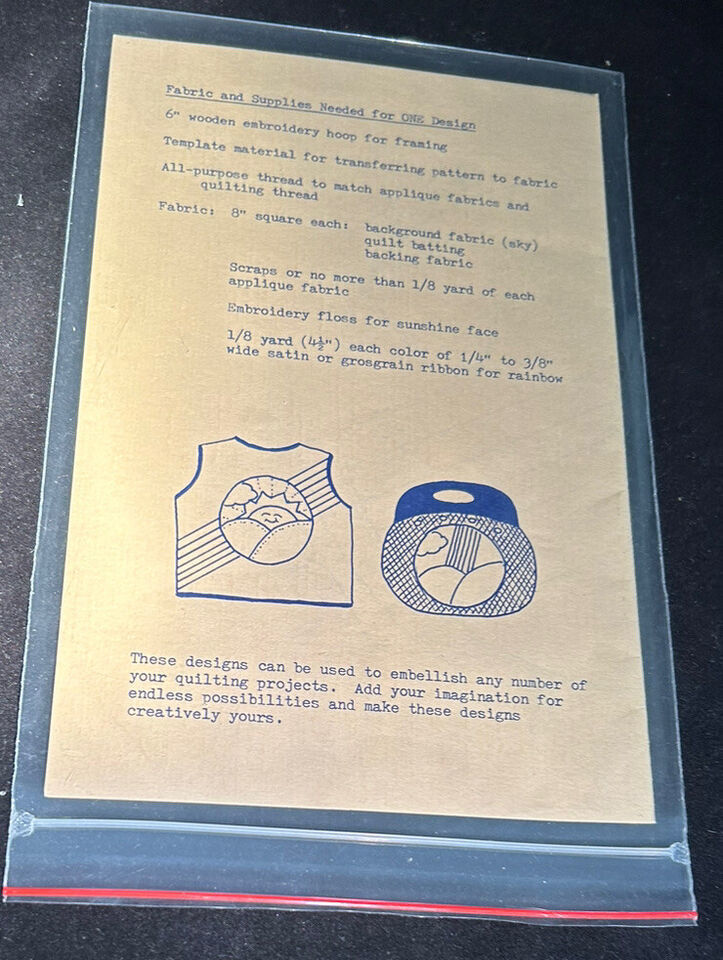 Fabric and Supplies Needed for ONE Design
6" wooden embroidery hoop for framing
Template material for transferring pattern to fabric
All-purpose thread to match applique fabrics and
quilting thread
Fabric: 8" square each: background fabric (sky)
quilt batting
backing fabric
Scraps or no more than 1/8 yard of each
applique fabric
Embroidery floss for sunshine face
1/8 yard (4½") each color of 1/4" to 3/8"
wide satin or grosgrain ribbon for rainbow
These designs can be used to embellish any number of
your quilting projects. Add your imagination for
endless possibilities and make these designs
creatively yours.